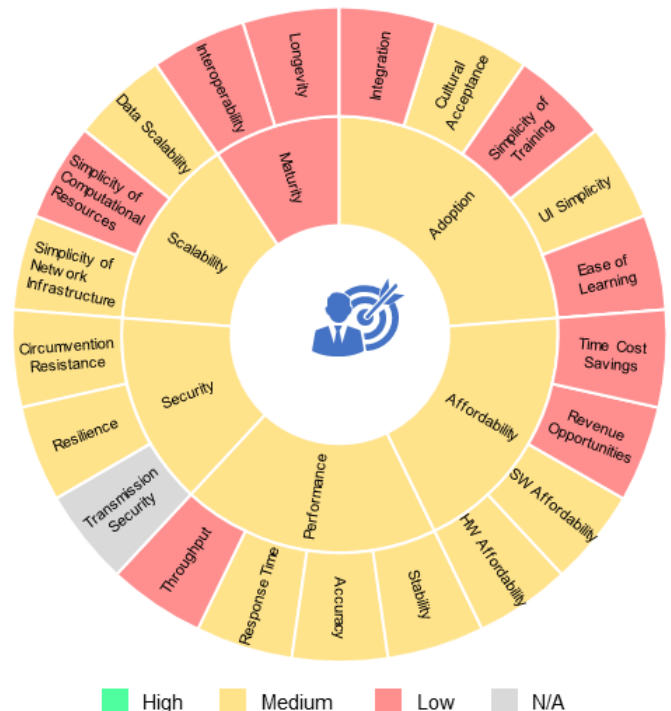 Integration
Cultural
Acceptance
Simplicity of
Training
UI Simplicity
Ease of
Learning
Time Cost
Savings
Revenue
Opportunities
SW Affordability
HW Affordability
Stability
Accuracy
Response Time
Throughput
Transmission
Security
Resilience
Circumvention
Resistance
Simplicity of
Network
Infrastructure
Simplicity of
Computational
Resources
Data Scalability
Interoperability
Longevity
Adoption
Affordability
Performance
Security
Scalability
Maturity
High
Medium
Low
N/A